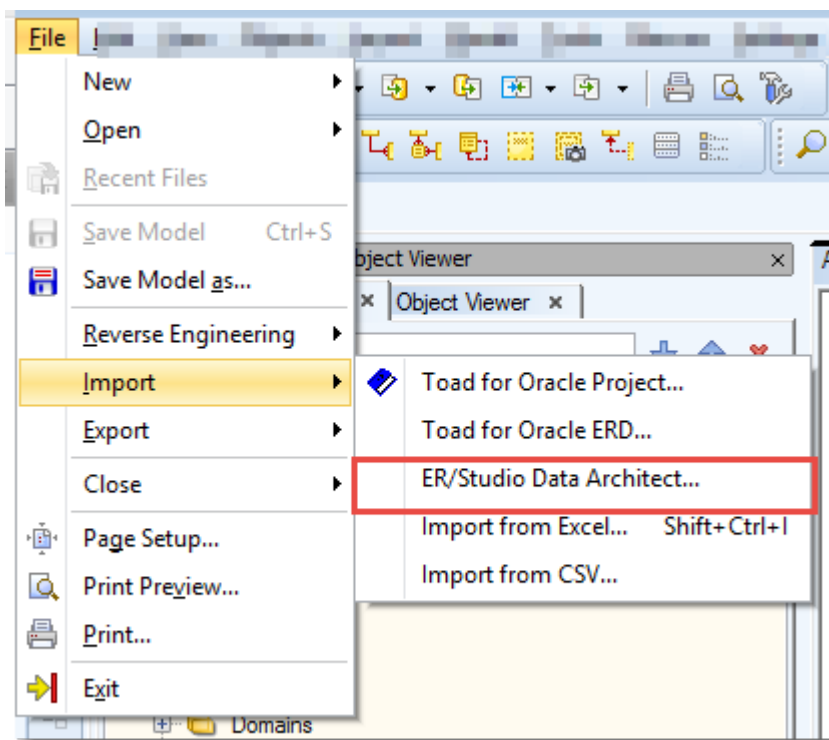 File
New
Open
Recent Files
Save Model Ctrl+S
Save Model as...
Reverse Engineering
Import
Export
Close
Page Setup...
Print Preview...
Print...
Exit
bject Viewer
Object Viewer
Toad for Oracle Project...
Toad for Oracle ERD...
ER/Studio Data Architect...
Import from Excel... Shift+Ctrl+I
Import from CSV...
Domains